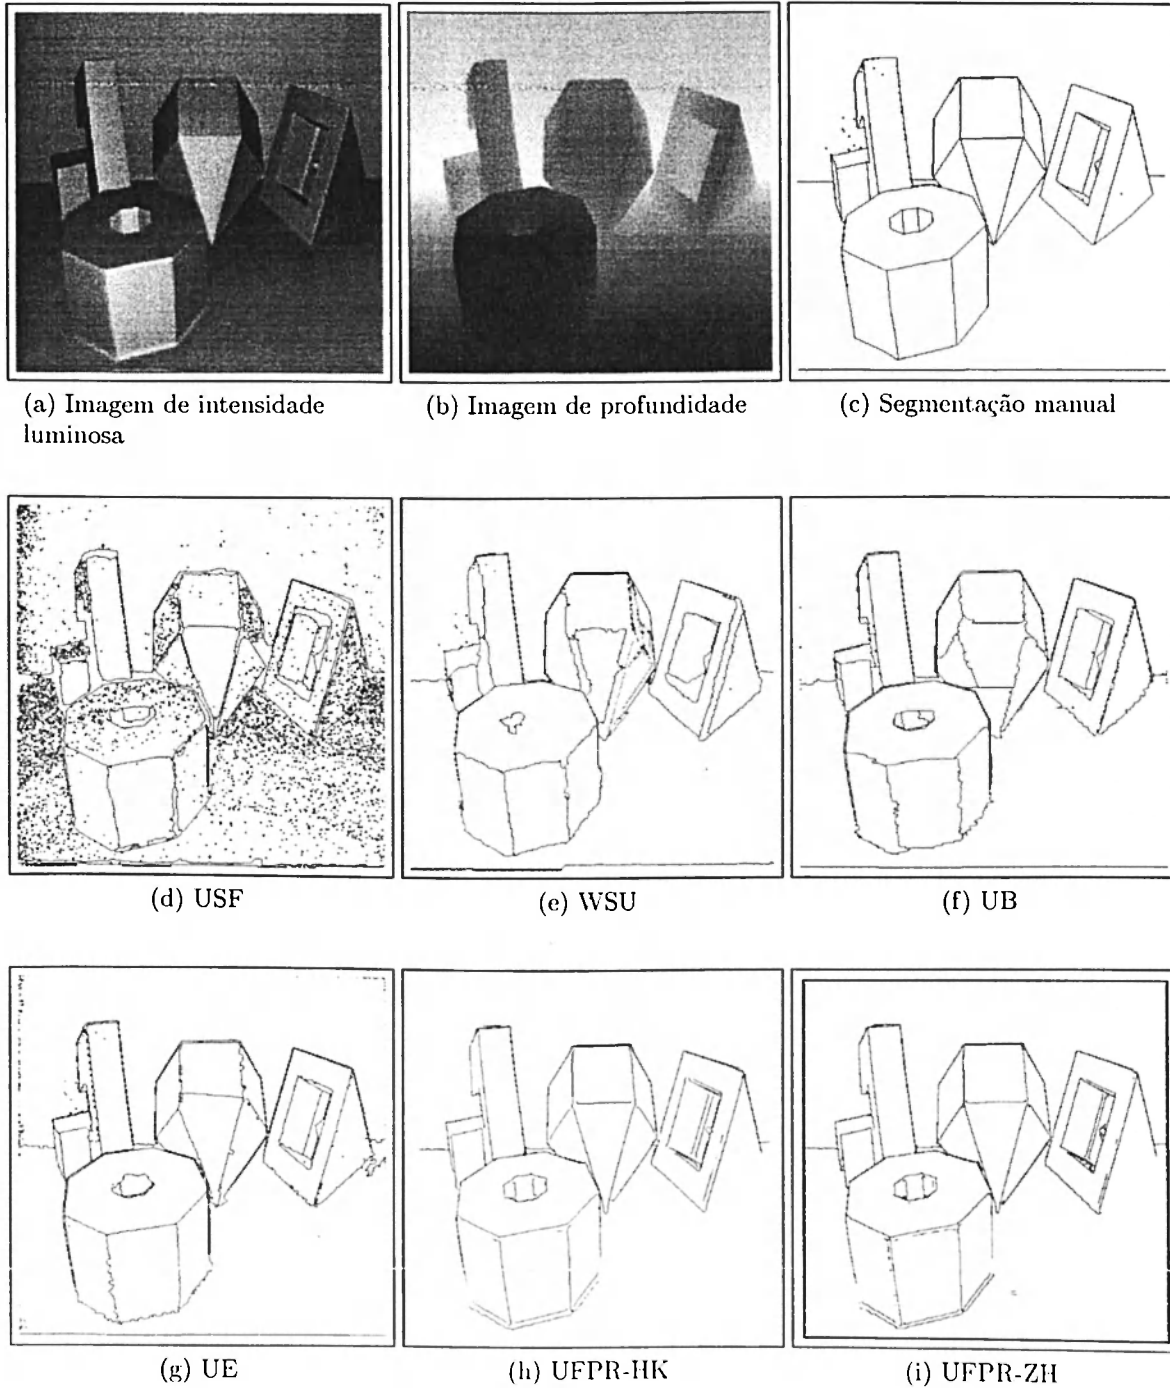 (a) Imagem de intensidade
luminosa
(b) Imagem de profundidade
(c) Segmentação manual
(d) USF
(e) WSU
(f) UB
(g) UE
(h) UFPR-HK
(i) UFPR-ZH